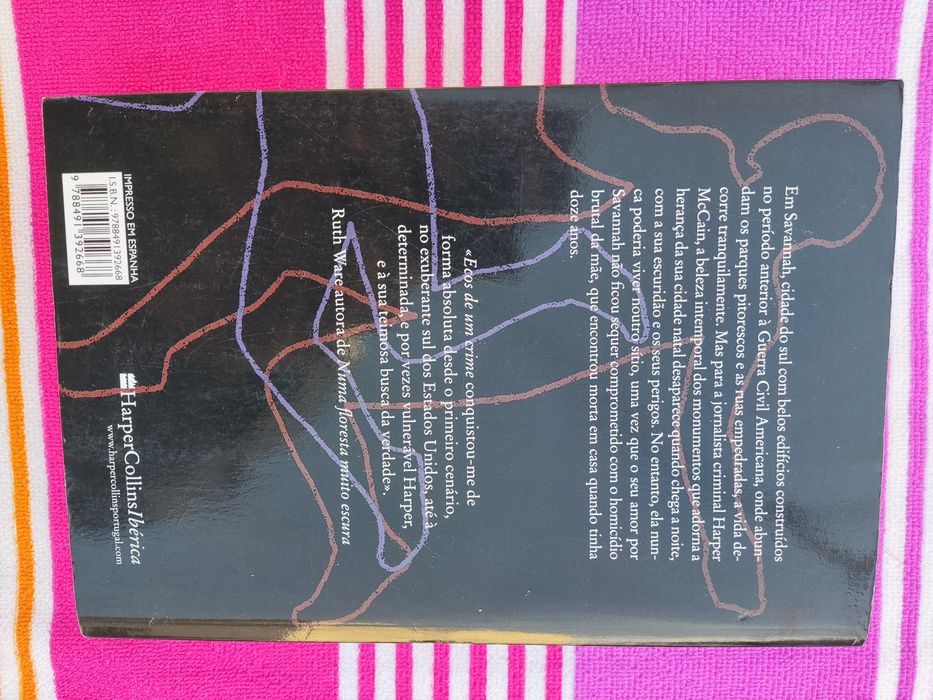 Em Savannah, cidade do sul com belos edifícios construídos
no período anterior à Guerra Civil Americana, onde abun-
dam os parques pitorescos e as ruas empedradas, a vida de-
corre tranquilamente. Mas para a jornalista criminal Harper
McClain, a beleza intemporal dos monumentos que adorna a
herança da sua cidade natal desaparece quando chega a noite,
com a sua escuridão e os seus perigos. No entanto, ela nun-
ca poderia viver noutro sítio, uma vez que o seu amor por
Savannah não ficou sequer comprometido com o homicídio
brutal da mãe, que encontrou morta em casa quando tinha
doze anos.
«Ecos de um crime conquistou-me de
forma absoluta desde o primeiro cenário,
no exuberante sul dos Estados Unidos, até à
determinada, e por vezes vulnerável Harper,
e à sua teimosa busca da verdade».
Ruth Ware autora de Numa floresta muito escura
IMPRESSO EM ESPANHA
I.S.B.N.: 9788491392668
9 788491 392668
HarperCollins Ibérica
www.harpercollinsportugal.com